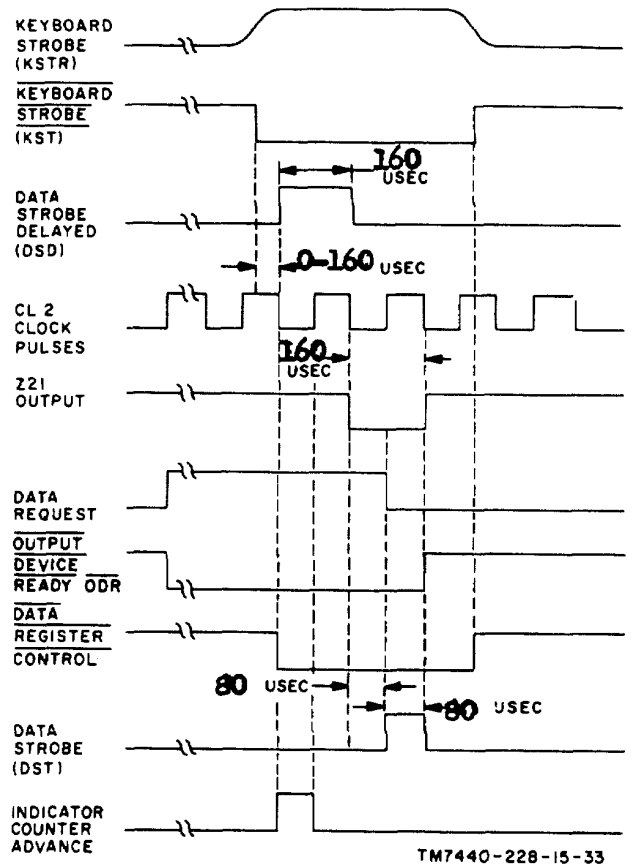 KEYBOARD
STROBE
(KSTR)
KEYBOARD
STROBE
(KST)
160
USEC
DATA
STROBE
DELAYED
(DSD)
0-160 USEC
CL 2
CLOCK
PULSES
160
USEC
221
OUTPUT
DATA
REQUEST
OUTPUT
DEVICE
READY ODR
DATA
REGISTER
CONTROL
80 USEC
80 USEC
DATA
STROBE
(DST)
INDICATOR
COUNTER
ADVANCE
TM7440-228-15-33